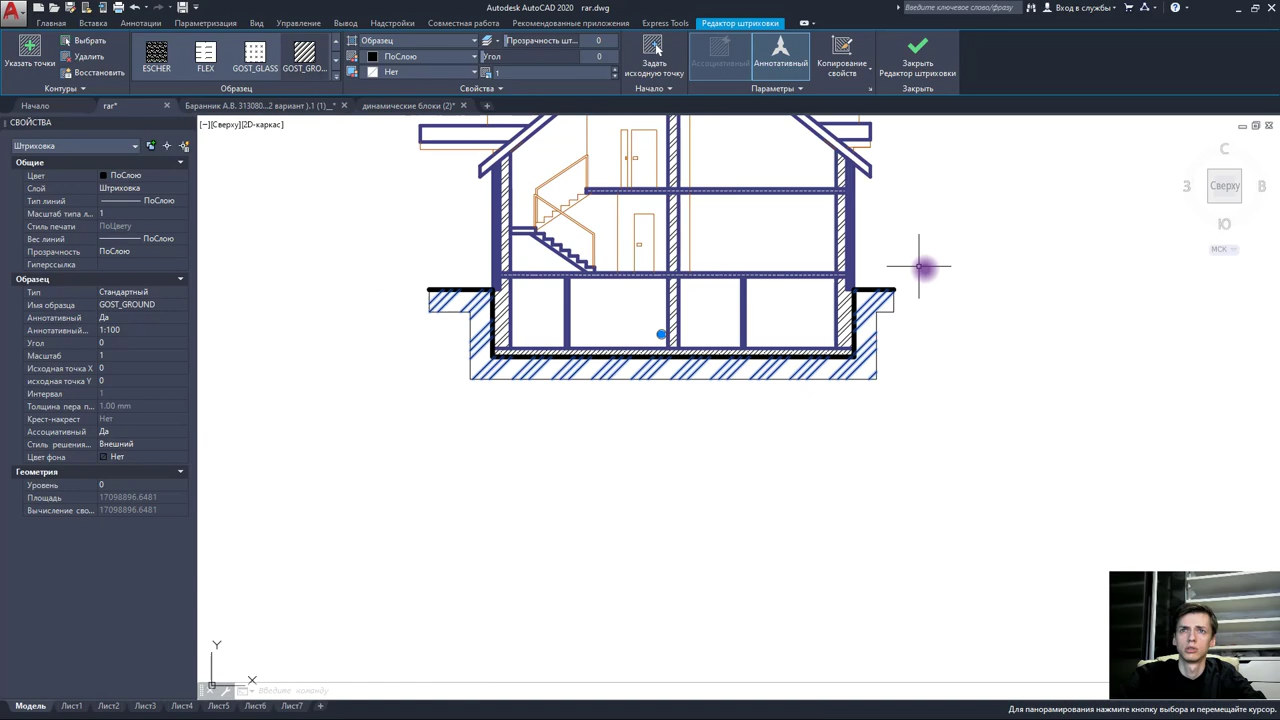 Autodesk AutoCAD 2020 rar.dwg
Введите ключевое слово/фразу
Вход в службы
Главная Вставка Аннотации Параметризация Вид Управление Вывод Надстройки Совместная работа Рекомендованные приложения Express Tools Редактор штриховки
Указать точки
Выбрать
Удалить
Восстановить
Контуры
ESCHER FLEX GOST_GLASS GOST_GRO...
Образец
Образец
ПоСлою
Нет
Прозрачность шт... 0
Угол 0
1
Свойства
Задать
исходную точку
Начало
Ассоциативный
Аннотативный
Копирование
свойств
Параметры
Закрыть
Редактор штриховки
Закрыть
Начало rar* Баранник А.В. 313080...2 вариант ).1 (1)__* динамические блоки (2)*
СВОЙСТВА
Штриховка
Общие
Цвет ПоСлою
Слой Штриховка
Тип линий ПоСлою
Масштаб типа л... 1
Стиль печати ПоЦвету
Вес линий ПоСлою
Прозрачность ПоСлою
Гиперссылка
Образец
Тип Стандартный
Имя образца GOST_GROUND
Аннотативный Да
Аннотативный... 1:100
Угол 0
Масштаб 1
Исходная точка X 0
исходная точка Y 0
Интервал 1
Толщина пера п... 1.00 mm
Крест-накрест Нет
Ассоциативный Да
Стиль решения... Внешний
Цвет фона Нет
Геометрия
Уровень 0
Площадь 17098896.6481
Вычисление сво... 17098896.6481
[−][Сверху][2D-каркас]
С
З Сверху В
Ю
МСК
Y
X
Введите команду
Модель Лист1 Лист2 Лист3 Лист4 Лист5 Лист6 Лист7 +
Для панорамирования нажмите кнопку выбора и перемещайте курсор.